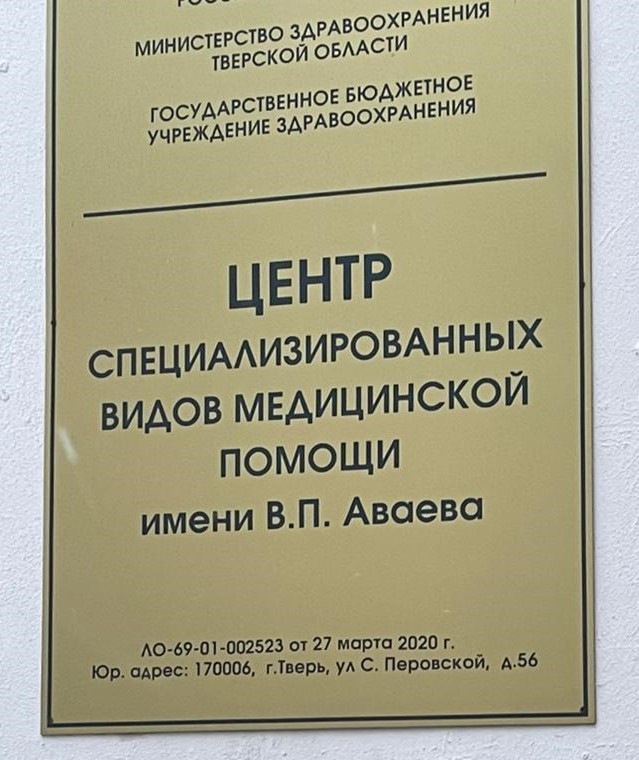 МИНИСТЕРСТВО ЗДРАВООХРАНЕНИЯ
ТВЕРСКОЙ ОБЛАСТИ
ГОСУДАРСТВЕННОЕ БЮДЖЕТНОЕ
УЧРЕЖДЕНИЕ ЗДРАВООХРАНЕНИЯ
ЦЕНТР
СПЕЦИАЛИЗИРОВАННЫХ
ВИДОВ МЕДИЦИНСКОЙ
ПОМОЩИ
имени В.П. Аваева
ЛО-69-01-002523 от 27 марта 2020 г.
Юр. адрес: 170006, г.Тверь, ул С. Перовской, д.56